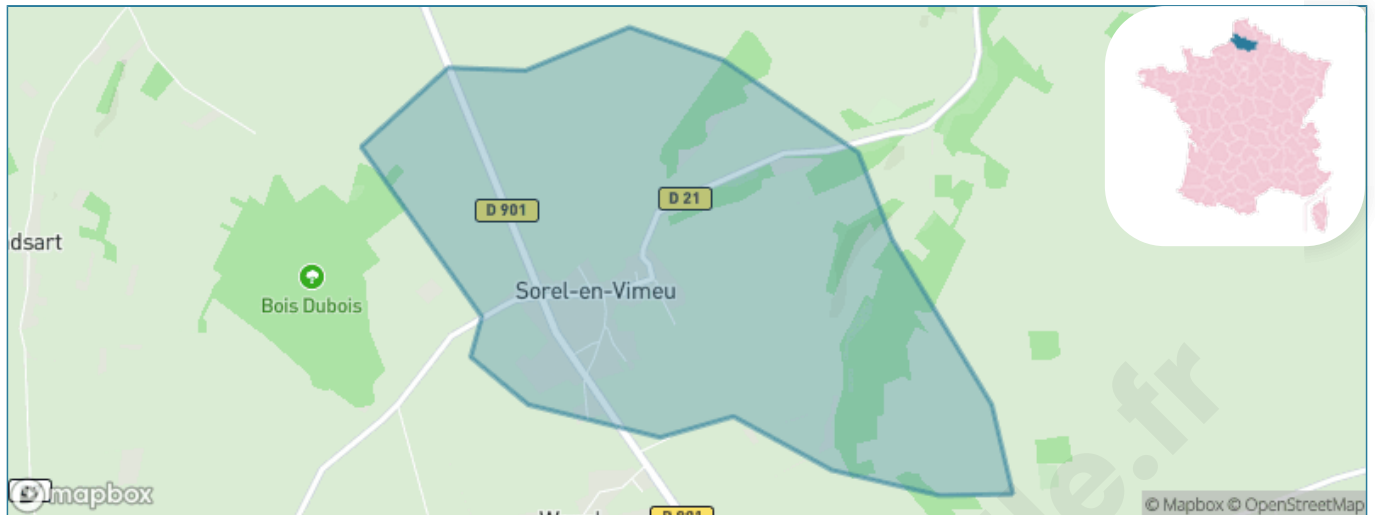 D 21
D 901
dsart
Sorel-en-Vimeu
Bois Dubois
mapbox
© Mapbox © OpenStreetMap